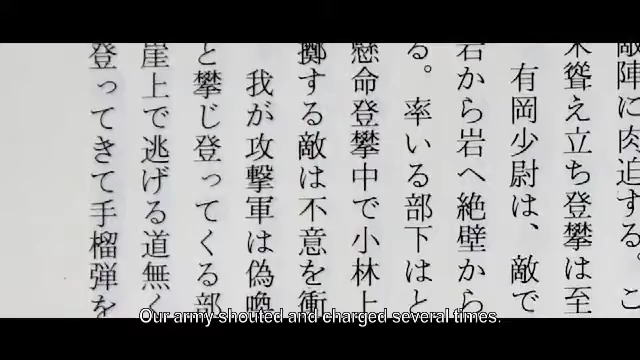 敵陣に肉迫する。こ
聳え立ち登攀は至
有岡少尉は、敵で
岩から岩へ絶壁から
る。率いる部下はと
懸命登攀中で小林上
擲する敵は不意を衝
我が攻撃軍は偽喚
と攀じ登ってくる部
崖上で逃げる道無く
登ってきて手榴弾を
Our army shouted and charged several times.